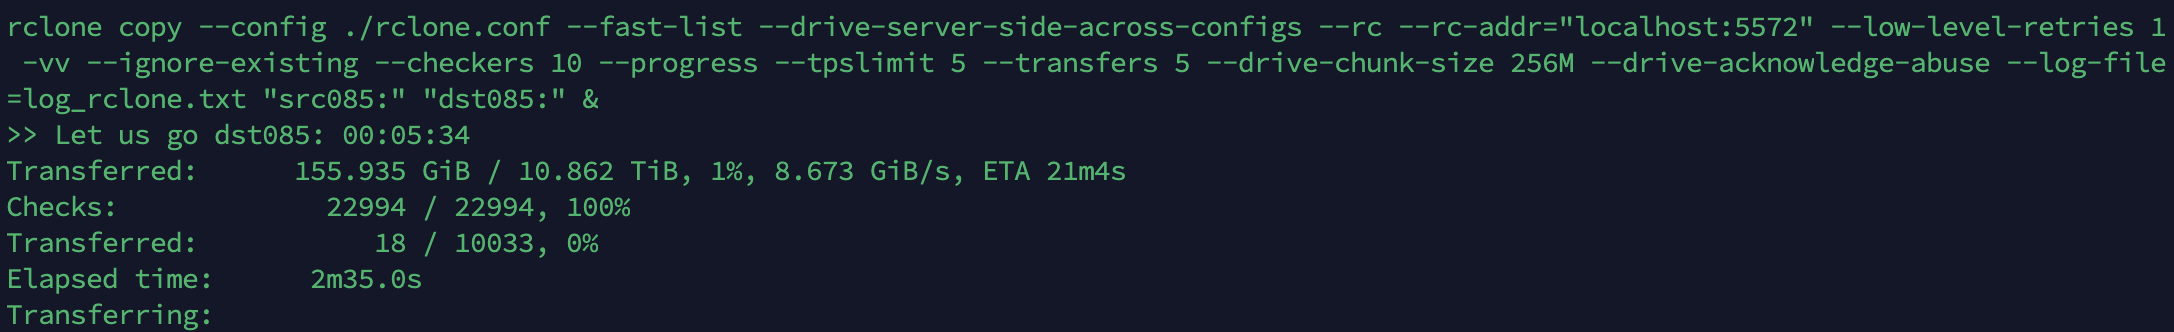 rclone copy --config ./rclone.conf --fast-list --drive-server-side-across-configs --rc --rc-addr="localhost:5572" --low-level-retries 1
 -vv --ignore-existing --checkers 10 --progress --tpslimit 5 --transfers 5 --drive-chunk-size 256M --drive-acknowledge-abuse --log-file
=log_rclone.txt "src085:" "dst085:" &
>> Let us go dst085: 00:05:34
Transferred:      155.935 GiB / 10.862 TiB, 1%, 8.673 GiB/s, ETA 21m4s
Checks:             22994 / 22994, 100%
Transferred:           18 / 10033, 0%
Elapsed time:      2m35.0s
Transferring: